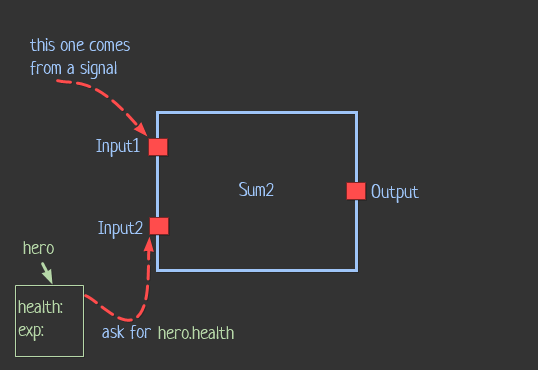 this one comes
from a signal
Input1
Sum2
Output
Input2
hero
health:
exp:
ask for hero.health